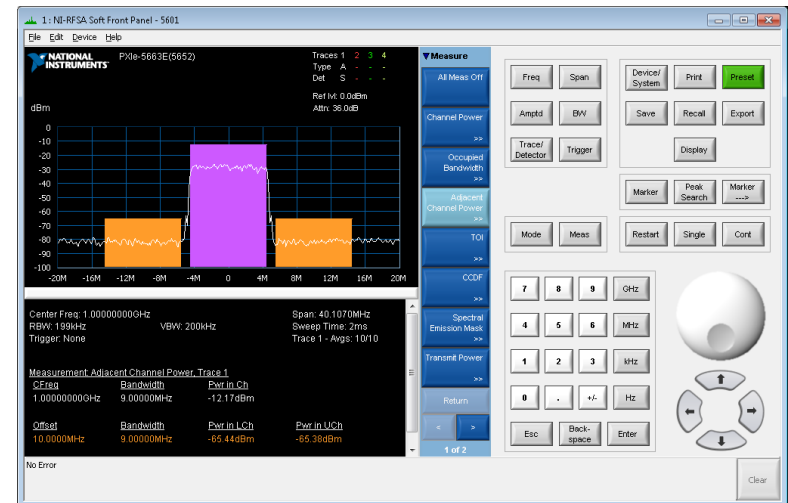 1 : NI-RFSA Soft Front Panel - 5601
File Edit Device Help
NATIONAL INSTRUMENTS
PXIe-5663E(5652)
Traces 1 2 3 4
Type A - - -
Det S - - -
Ref lvl: 0.0dBm
Attn: 36.0dB
dBm
0
-10
-20
-30
-40
-50
-60
-70
-80
-90
-100
-20M -16M -12M -8M -4M 0 4M 8M 12M 16M 20M
Center Freq: 1.00000000GHz Span: 40.1070MHz
RBW: 199kHz VBW: 200kHz Sweep Time: 2ms
Trigger: None Trace 1 - Avgs: 10/10
Measurement: Adjacent Channel Power, Trace 1
CFreq Bandwidth Pwr in Ch
1.00000000GHz 9.00000MHz -12.17dBm
Offset Bandwidth Pwr in LCh Pwr in UCh
10.0000MHz 9.00000MHz -65.44dBm -65.38dBm
No Error
Measure
All Meas Off
Channel Power
>>
Occupied
Bandwidth
>>
Adjacent
Channel Power
>>
TOI
>>
CCDF
>>
Spectral
Emission Mask
>>
Transmit Power
>>
Return
< >
1 of 2
Freq Span
Amptd BW
Trace/
Detector
Trigger
Device/
System
Print Preset
Save Recall Export
Display
Marker
Peak
Search
Marker
--->
Mode Meas
Restart Single Cont
7 8 9 GHz
4 5 6 MHz
1 2 3 kHz
0 . +/- Hz
Esc
Back-
space
Enter
Clear